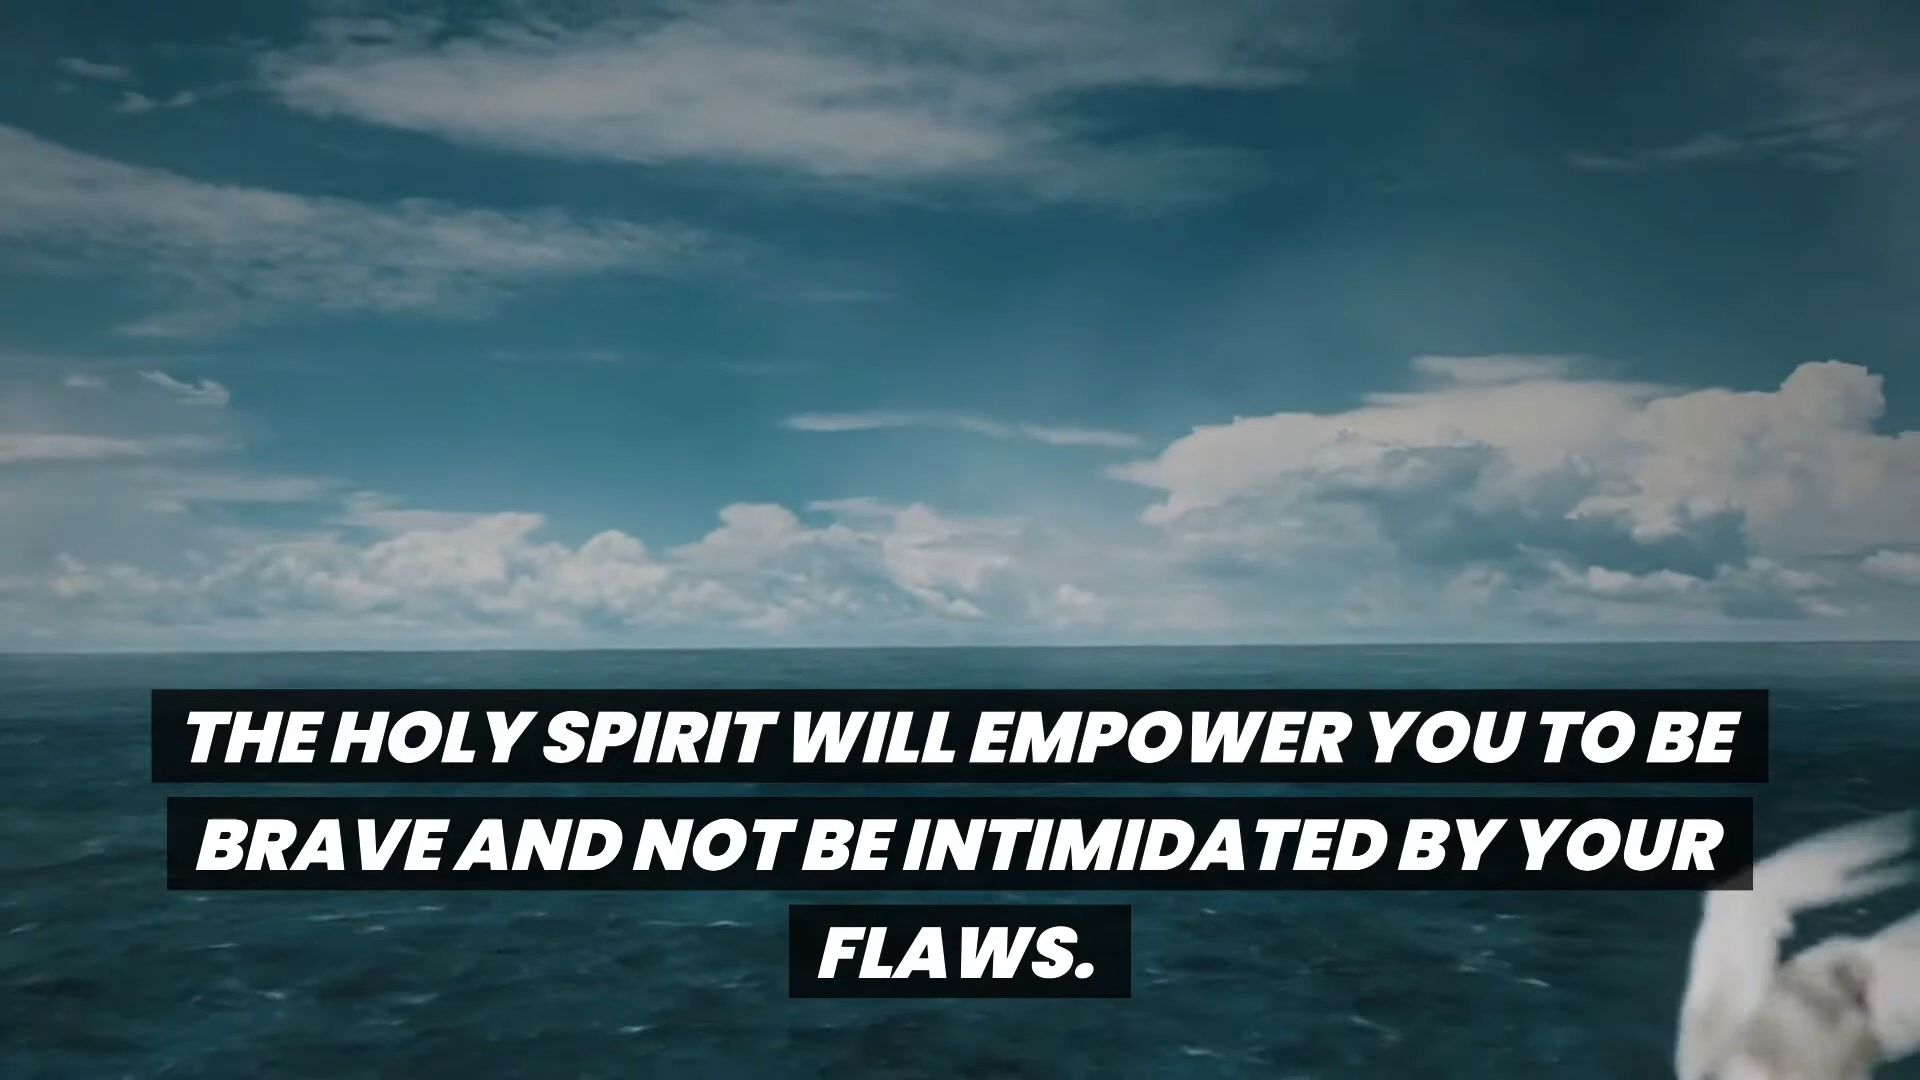 THE HOLY SPIRIT WILL EMPOWER YOU TO BE
BRAVE AND NOT BE INTIMIDATED BY YOUR
FLAWS.